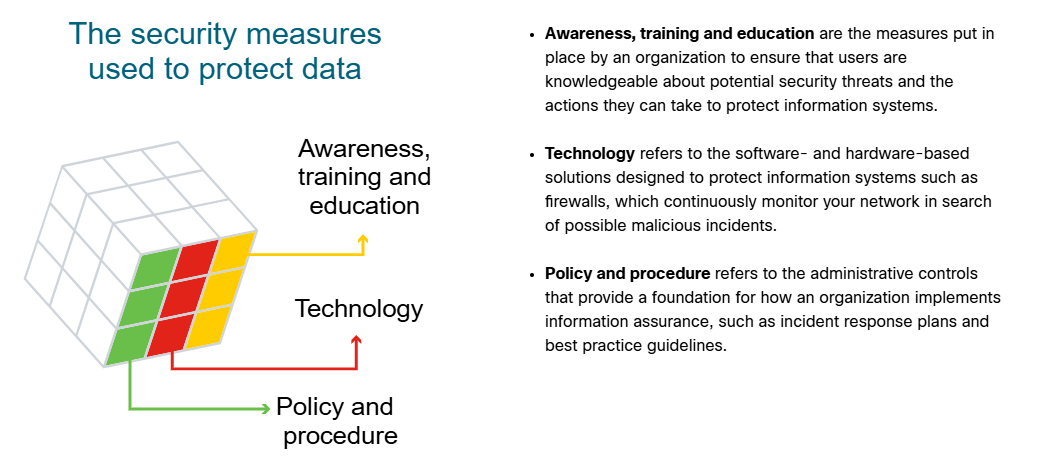 The security measures
used to protect data
Awareness,
training and
education
Technology
Policy and
procedure
• Awareness, training and education are the measures put in
place by an organization to ensure that users are
knowledgeable about potential security threats and the
actions they can take to protect information systems.
• Technology refers to the software- and hardware-based
solutions designed to protect information systems such as
firewalls, which continuously monitor your network in search
of possible malicious incidents.
• Policy and procedure refers to the administrative controls
that provide a foundation for how an organization implements
information assurance, such as incident response plans and
best practice guidelines.